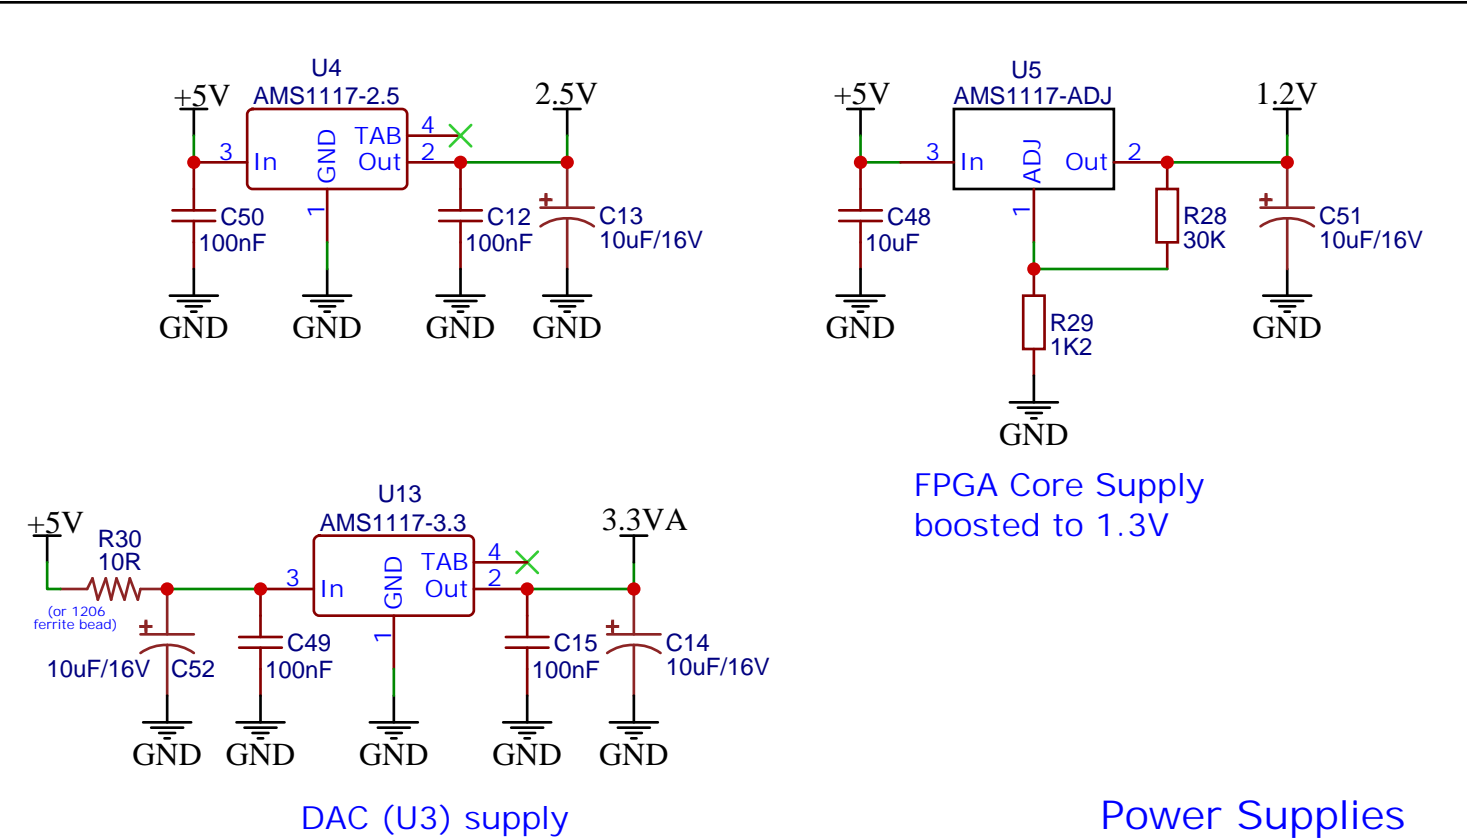 U4
AMS1117-2.5
+5V
2.5V
3
In
GND
TAB
4
Out
2
1
C50
100nF
C12
100nF
C13
10uF/16V
GND
GND
GND
GND
U5
AMS1117-ADJ
+5V
1.2V
3
In
ADJ
Out
2
1
C48
10uF
R28
30K
C51
10uF/16V
GND
GND
R29
1K2
GND
FPGA Core Supply
boosted to 1.3V
U13
AMS1117-3.3
+5V
3.3VA
R30
10R
(or 1206
ferrite bead)
3
In
GND
TAB
4
Out
2
1
10uF/16V
C52
C49
100nF
C15
100nF
C14
10uF/16V
GND
GND
GND
GND
GND
DAC (U3) supply
Power Supplies